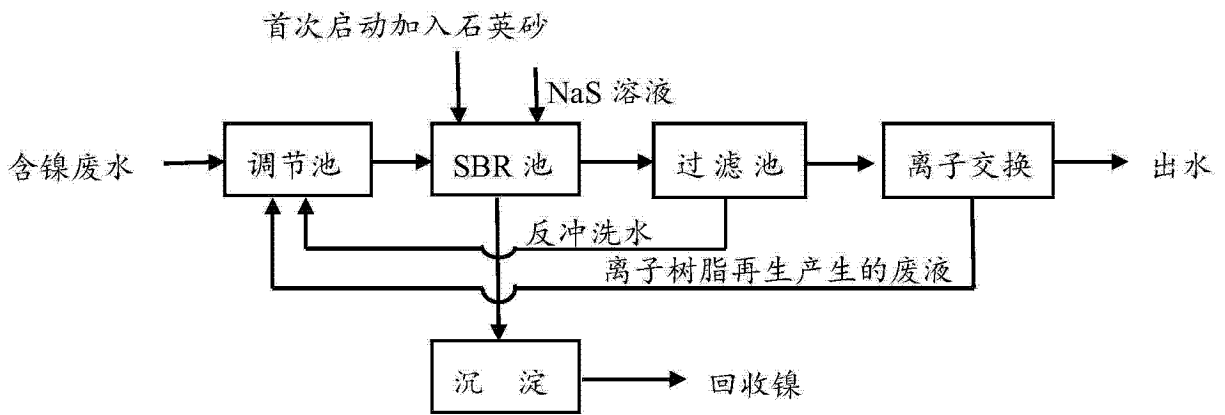 首次启动加入石英砂
NaS 溶液
含镍废水
调节池
SBR 池
过滤池
离子交换
出水
反冲洗水
离子树脂再生产生的废液
沉 淀
回收镍